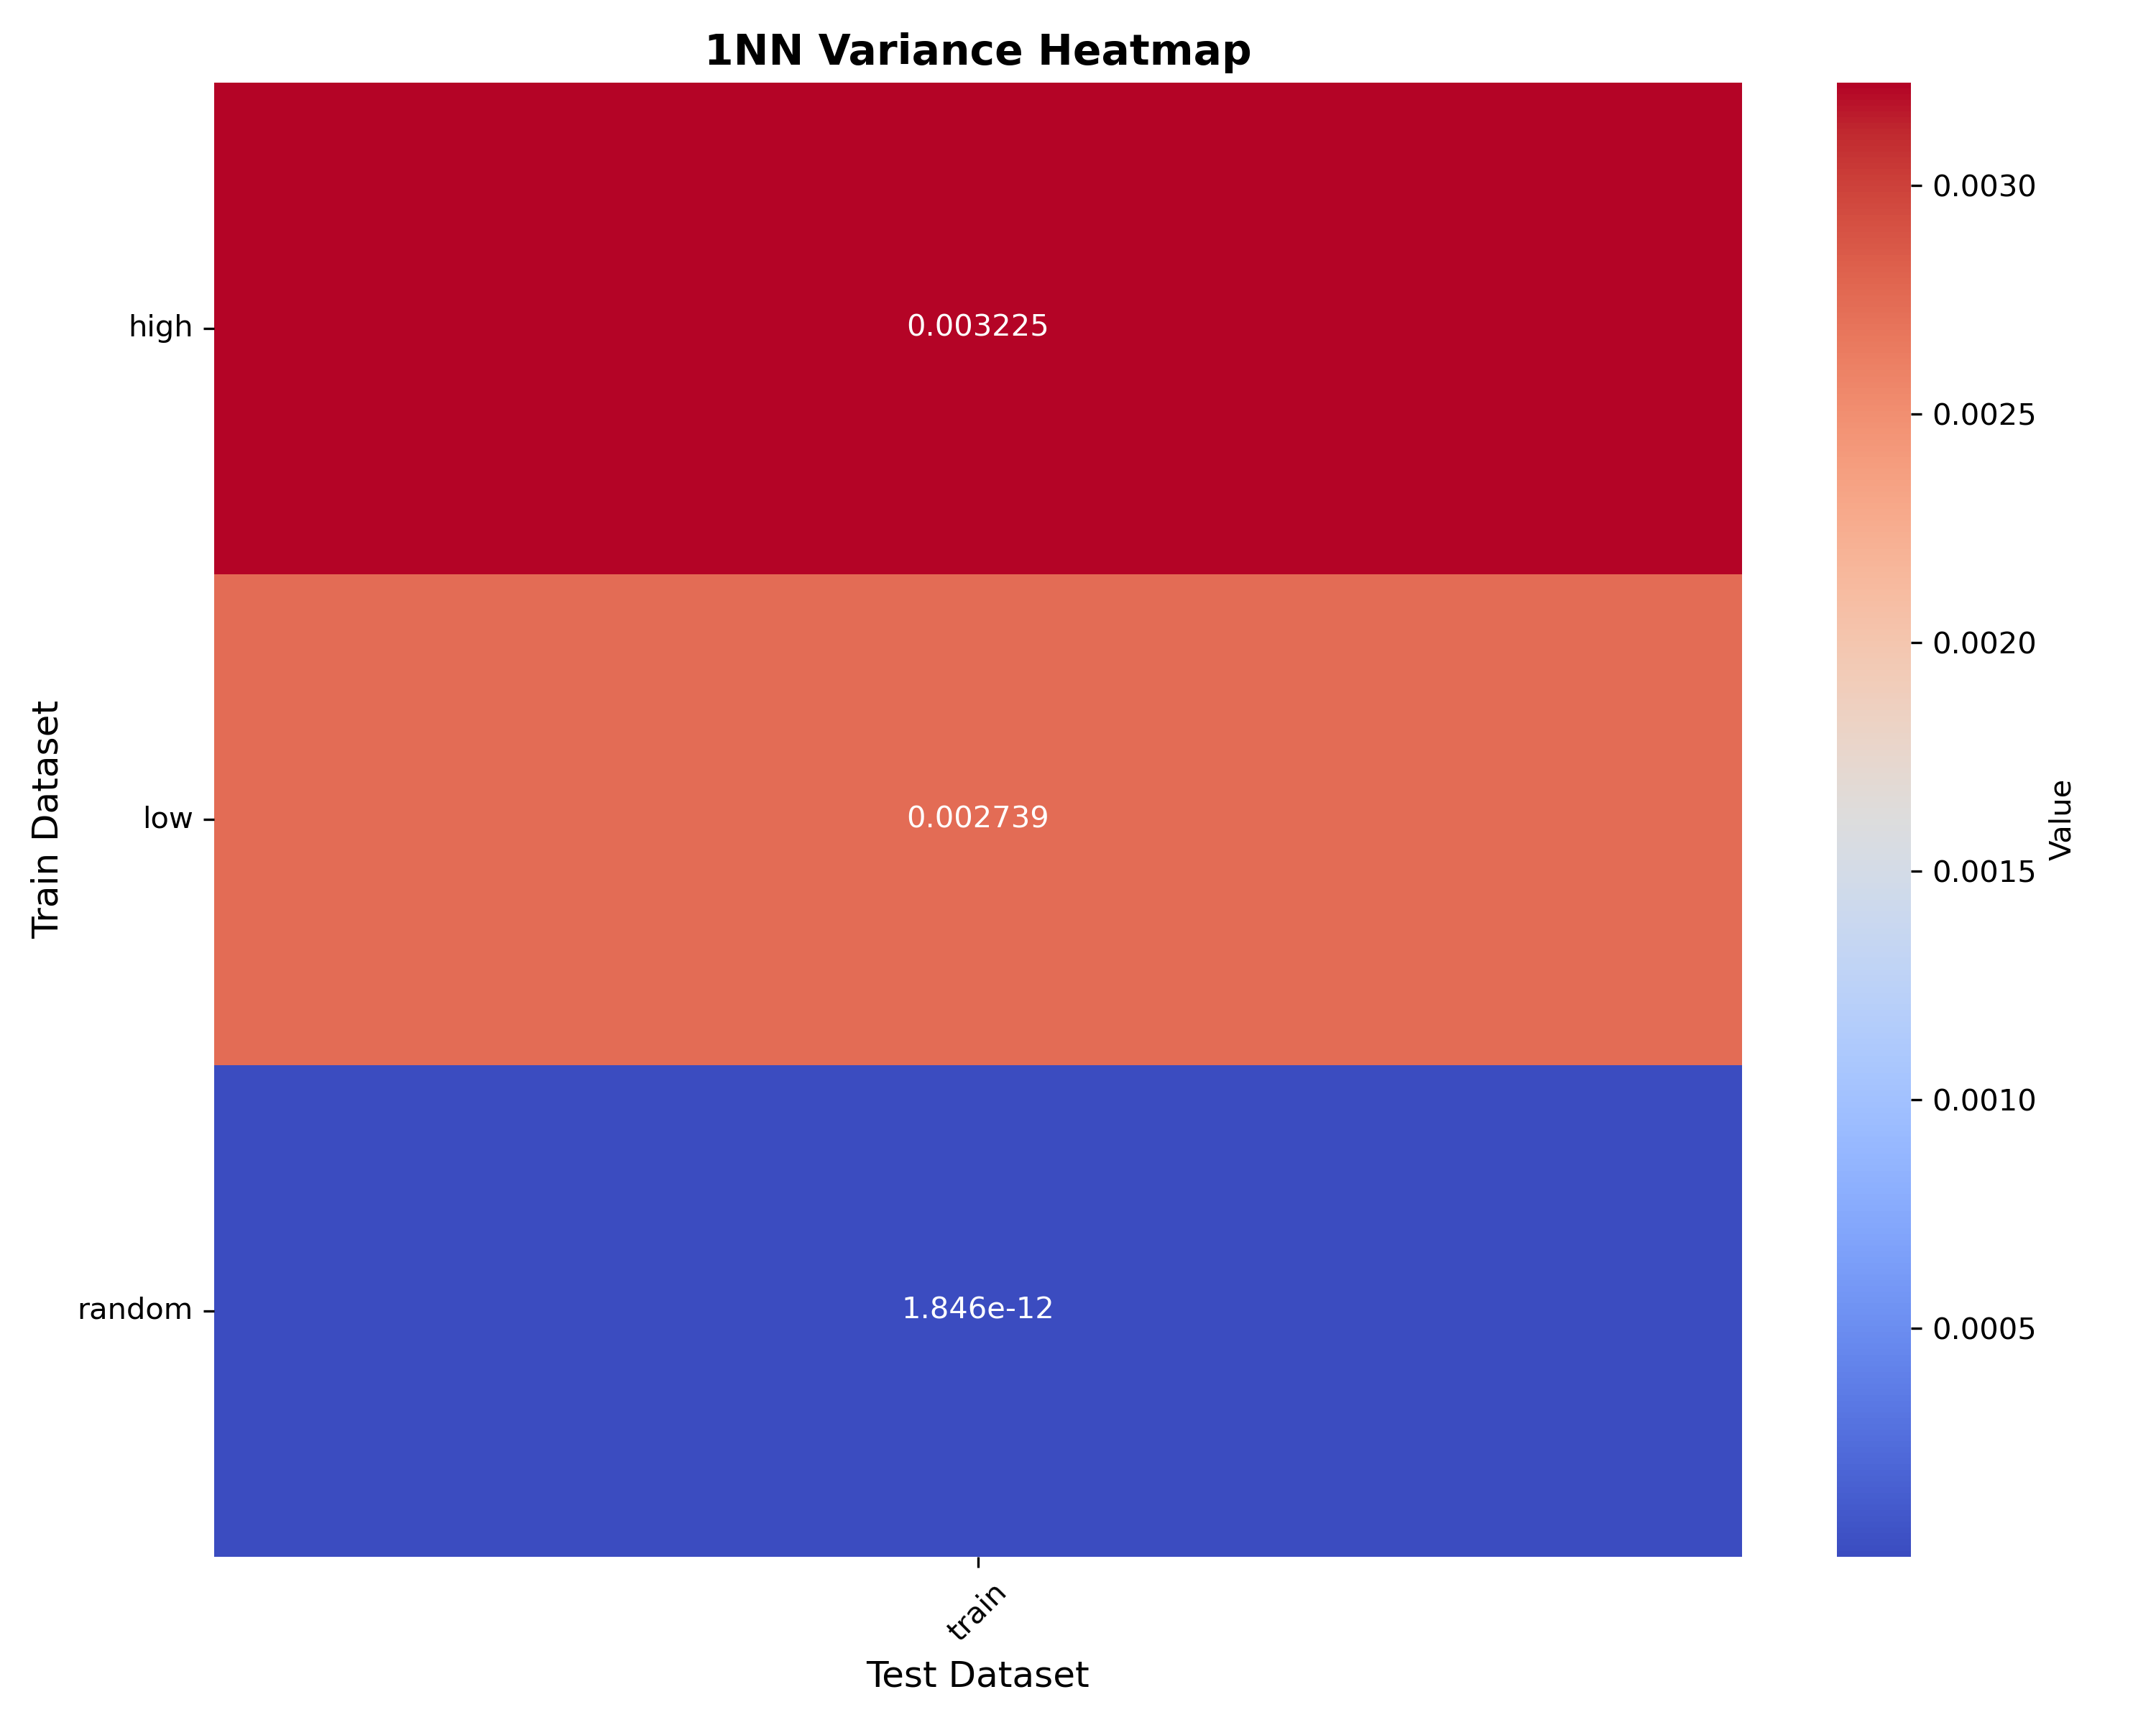 1NN Variance Heatmap
Train Dataset
high
low
random
0.003225
0.002739
1.846e-12
train
Test Dataset
0.0030
0.0025
0.0020
0.0015
0.0010
0.0005
Value